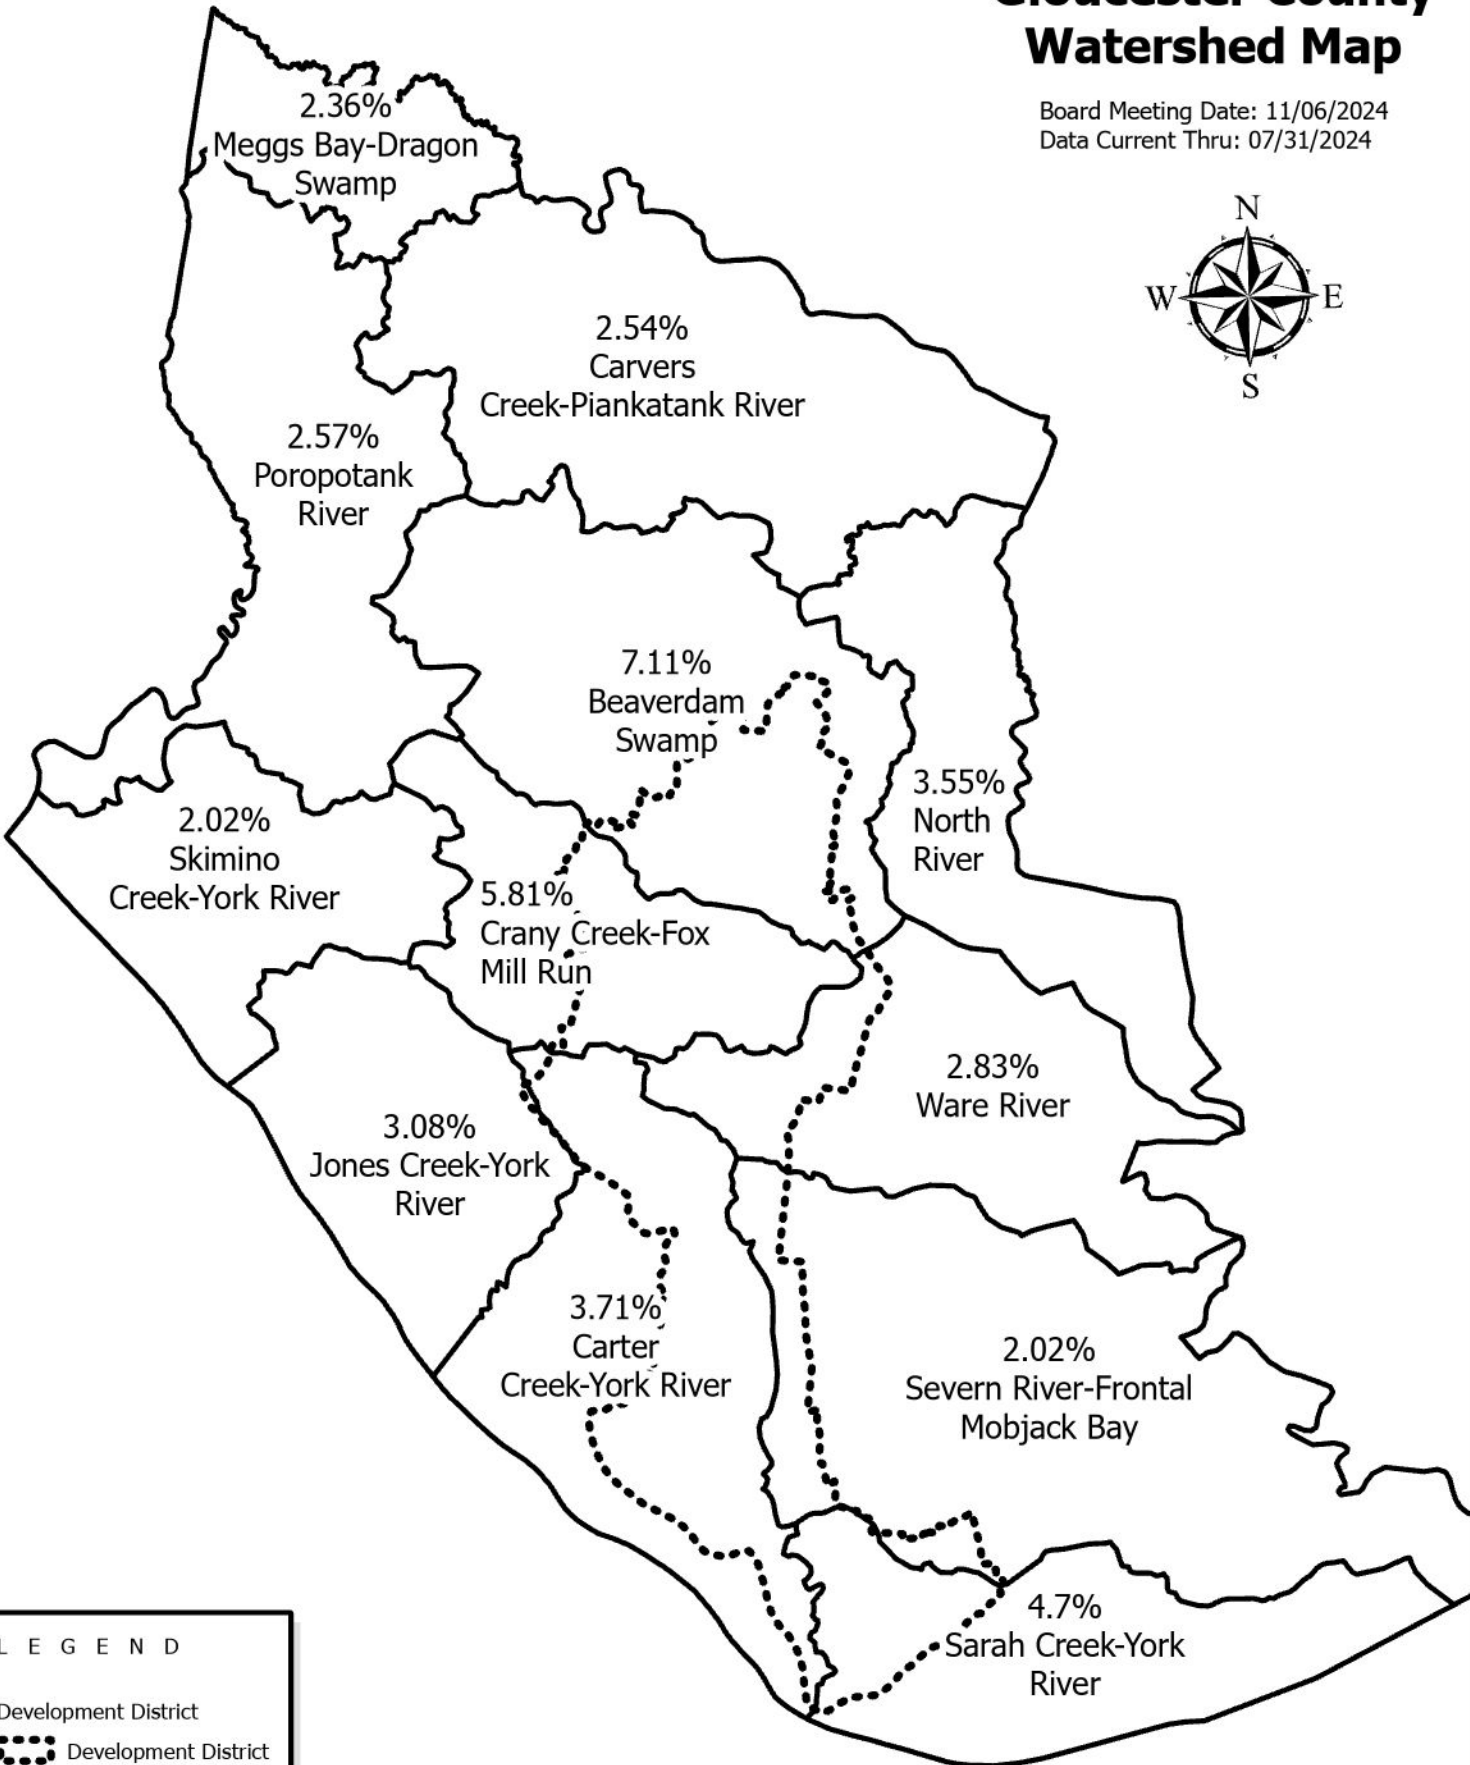 Gloucester County
Watershed Map
Board Meeting Date: 11/06/2024
Data Current Thru: 07/31/2024
N
W
E
S
2.36%
Meggs Bay-Dragon
Swamp
2.54%
Carvers
Creek-Piankatank River
2.57%
Poropotank
River
7.11%
Beaverdam
Swamp
3.55%
North
River
2.02%
Skimino
Creek-York River
5.81%
Crany Creek-Fox
Mill Run
2.83%
Ware River
3.08%
Jones Creek-York
River
3.71%
Carter
Creek-York River
2.02%
Severn River-Frontal
Mobjack Bay
4.7%
Sarah Creek-York
River
L E G E N D
Development District
Development District